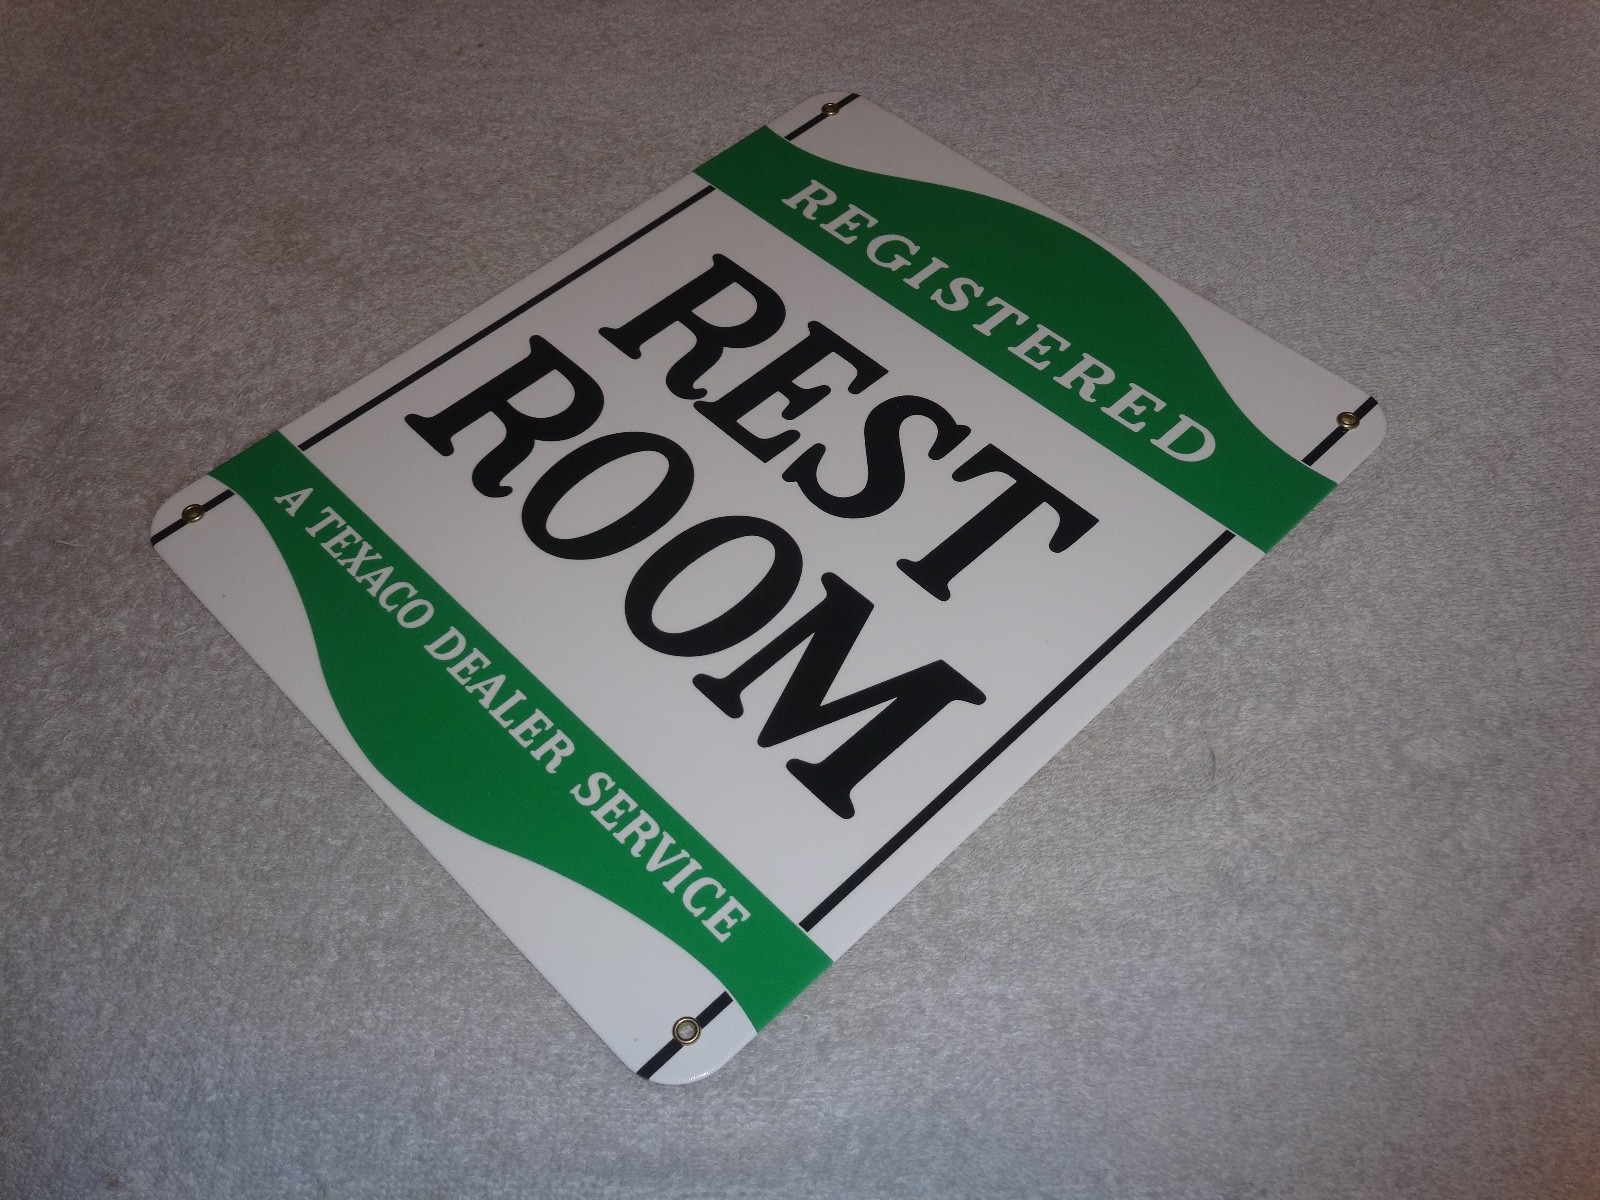 REGISTERED
REST
ROOM
A TEXACO DEALER SERVICE